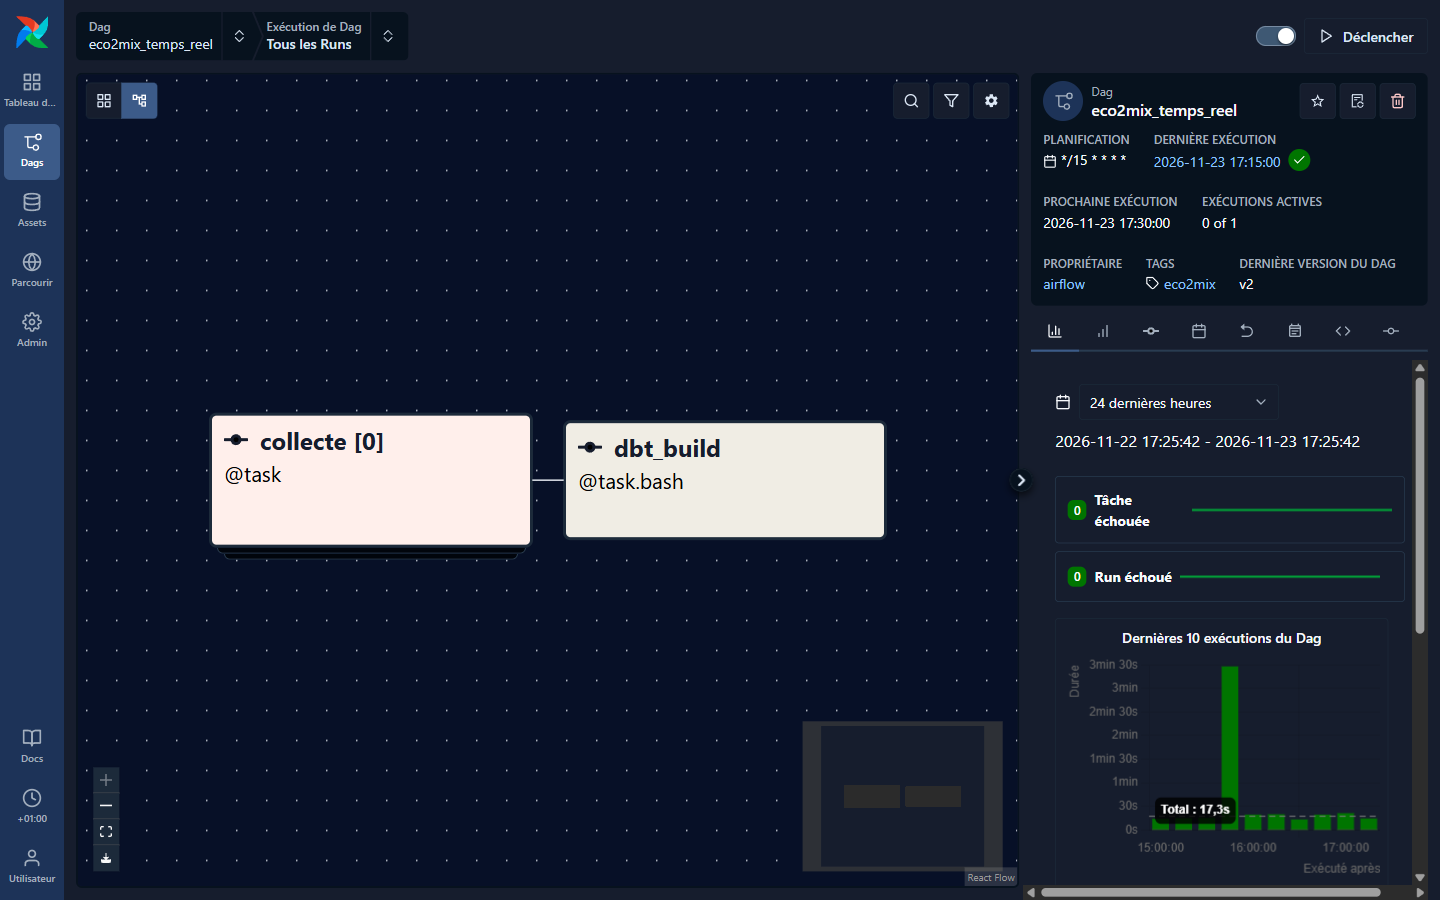 Dag
eco2mix_temps_reel
Exécution de Dag
Tous les Runs
Déclencher
Tableau d...
Dags
Assets
Parcourir
Admin
Docs
+01:00
Utilisateur
collecte [0]
@task
dbt_build
@task.bash
React Flow
Dag
eco2mix_temps_reel
PLANIFICATION
DERNIÈRE EXÉCUTION
*/15 * * * *
2026-11-23 17:15:00
PROCHAINE EXÉCUTION
EXÉCUTIONS ACTIVES
2026-11-23 17:30:00
0 of 1
PROPRIÉTAIRE
TAGS
DERNIÈRE VERSION DU DAG
airflow
eco2mix
v2
24 dernières heures
2026-11-22 17:25:42 - 2026-11-23 17:25:42
0
Tâche
échouée
0
Run échoué
Dernières 10 exécutions du Dag
Durée
3min 30s
3min
2min 30s
2min
1min 30s
1min
30s
0s
Total : 17,3s
15:00:00
16:00:00
17:00:00
Exécuté après